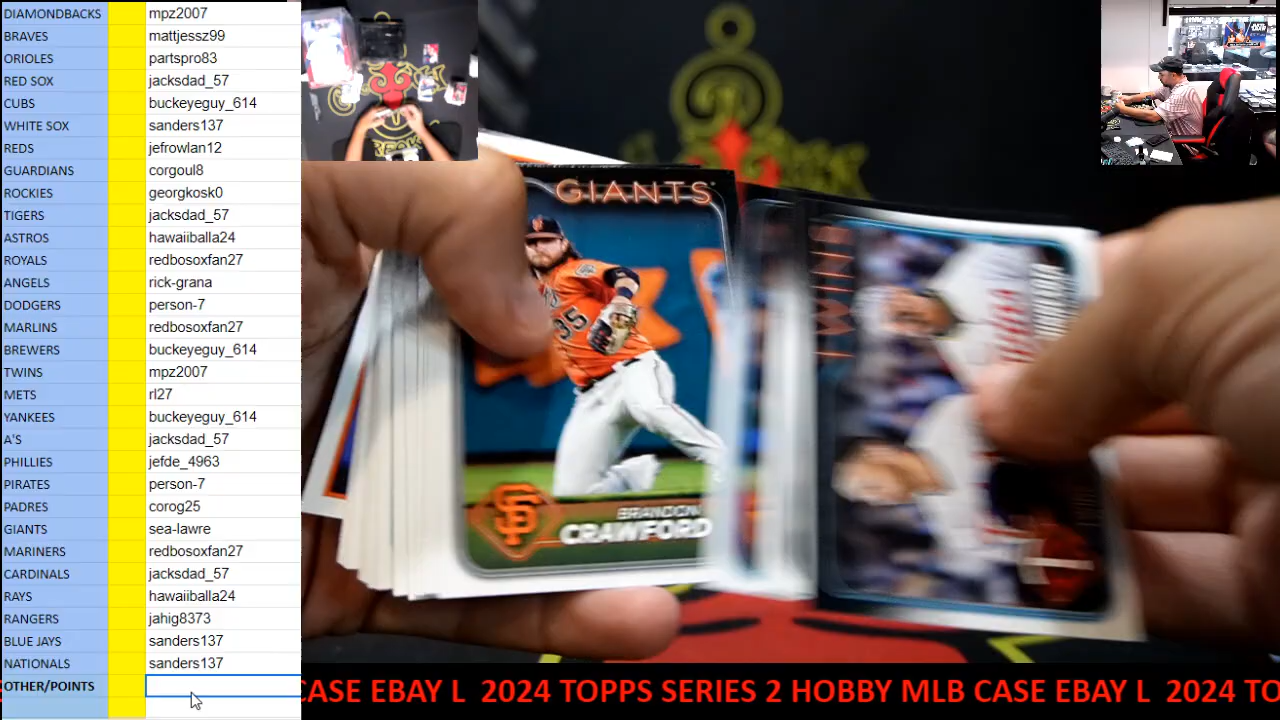 DIAMONDBACKS mpz2007
BRAVES mattjessz99
ORIOLES partspro83
RED SOX jacksdad_57
CUBS buckeyeguy_614
WHITE SOX sanders137
REDS jefrowlan12
GUARDIANS corgoul8
ROCKIES georgkosk0
TIGERS jacksdad_57
ASTROS hawaiiballa24
ROYALS redbosoxfan27
ANGELS rick-grana
DODGERS person-7
MARLINS redbosoxfan27
BREWERS buckeyeguy_614
TWINS mpz2007
METS rl27
YANKEES buckeyeguy_614
A'S jacksdad_57
PHILLIES jefde_4963
PIRATES person-7
PADRES corog25
GIANTS sea-lawre
MARINERS redbosoxfan27
CARDINALS jacksdad_57
RAYS hawaiiballa24
RANGERS jahig8373
BLUE JAYS sanders137
NATIONALS sanders137
OTHER/POINTS
GIANTS
35
SF
BRANDON
CRAWFORD
CASE EBAY L 2024 TOPPS SERIES 2 HOBBY MLB CASE EBAY L 2024 TO